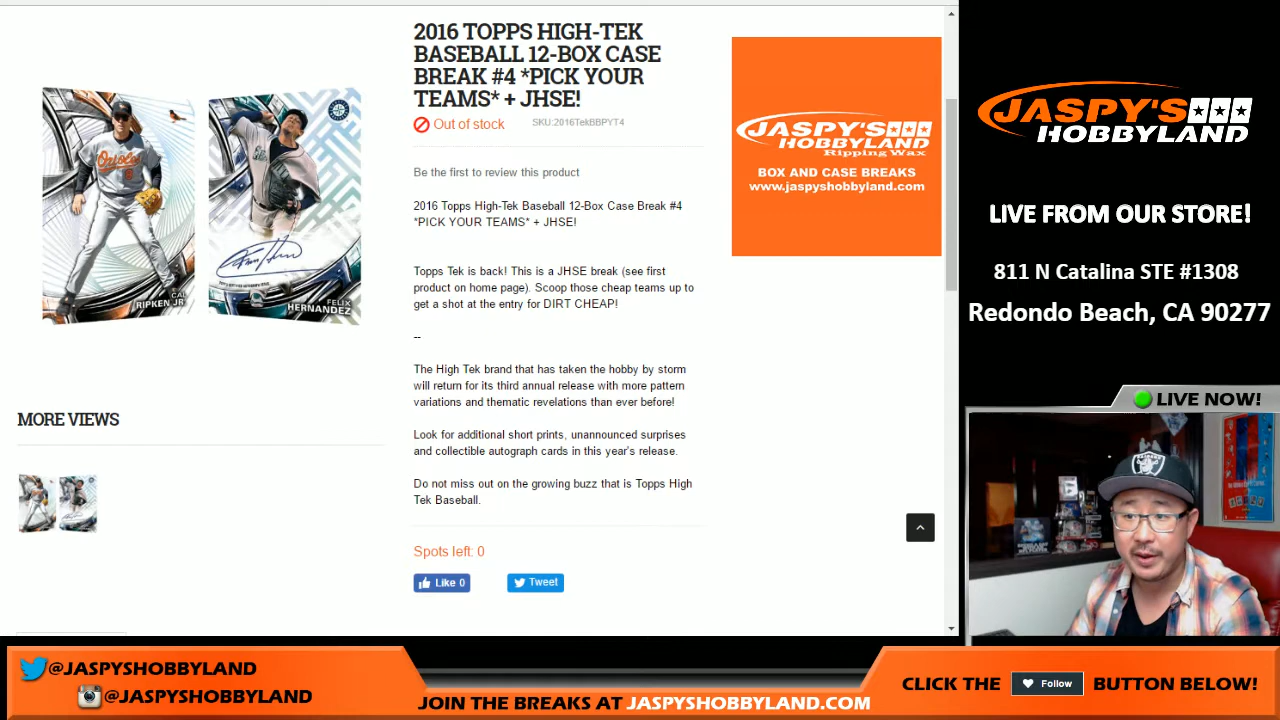 2016 TOPPS HIGH-TEK
BASEBALL 12-BOX CASE
BREAK #4 *PICK YOUR
TEAMS* + JHSE!
Out of stock
SKU:2016TekBBPYT4
Be the first to review this product
2016 Topps High-Tek Baseball 12-Box Case Break #4
*PICK YOUR TEAMS* + JHSE!
Topps Tek is back! This is a JHSE break (see first
product on home page). Scoop those cheap teams up to
get a shot at the entry for DIRT CHEAP!
--
The High Tek brand that has taken the hobby by storm
will return for its third annual release with more pattern
variations and thematic revelations than ever before!
Look for additional short prints, unannounced surprises
and collectible autograph cards in this year's release.
Do not miss out on the growing buzz that is Topps High
Tek Baseball.
Spots left: 0
Like 0
Tweet
Orioles
8
CAL
RIPKEN JR
FELIX
HERNANDEZ
MORE VIEWS
JASPY'S
HOBBYLAND
Ripping Wax
BOX AND CASE BREAKS
www.jaspyshobbyland.com
JASPY'S
HOBBYLAND
LIVE FROM OUR STORE!
811 N Catalina STE #1308
Redondo Beach, CA 90277
LIVE NOW!
RAIDERS
@JASPYSHOBBYLAND
@JASPYSHOBBYLAND
JOIN THE BREAKS AT JASPYSHOBBYLAND.COM
CLICK THE Follow BUTTON BELOW!